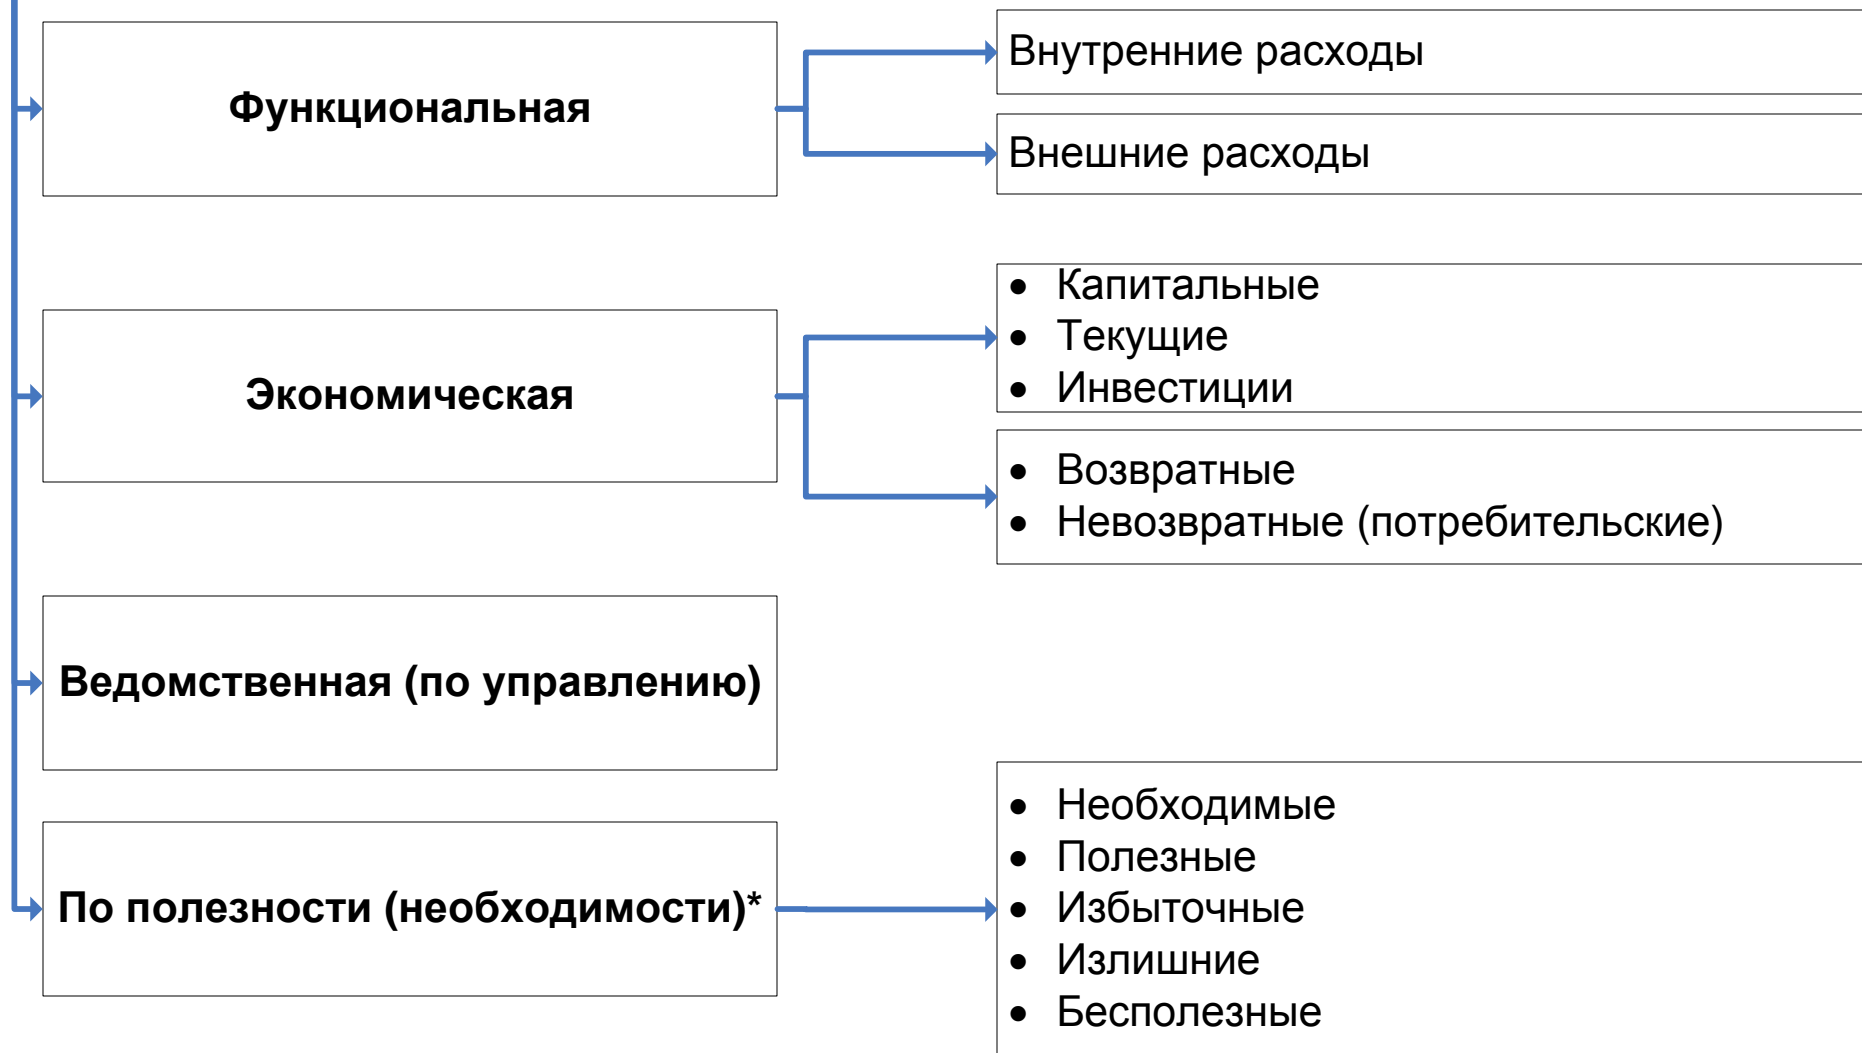 Функциональная
Внутренние расходы
Внешние расходы
Экономическая
• Капитальные
• Текущие
• Инвестиции
• Возвратные
• Невозвратные (потребительские)
Ведомственная (по управлению)
По полезности (необходимости)*
• Необходимые
• Полезные
• Избыточные
• Излишние
• Бесполезные